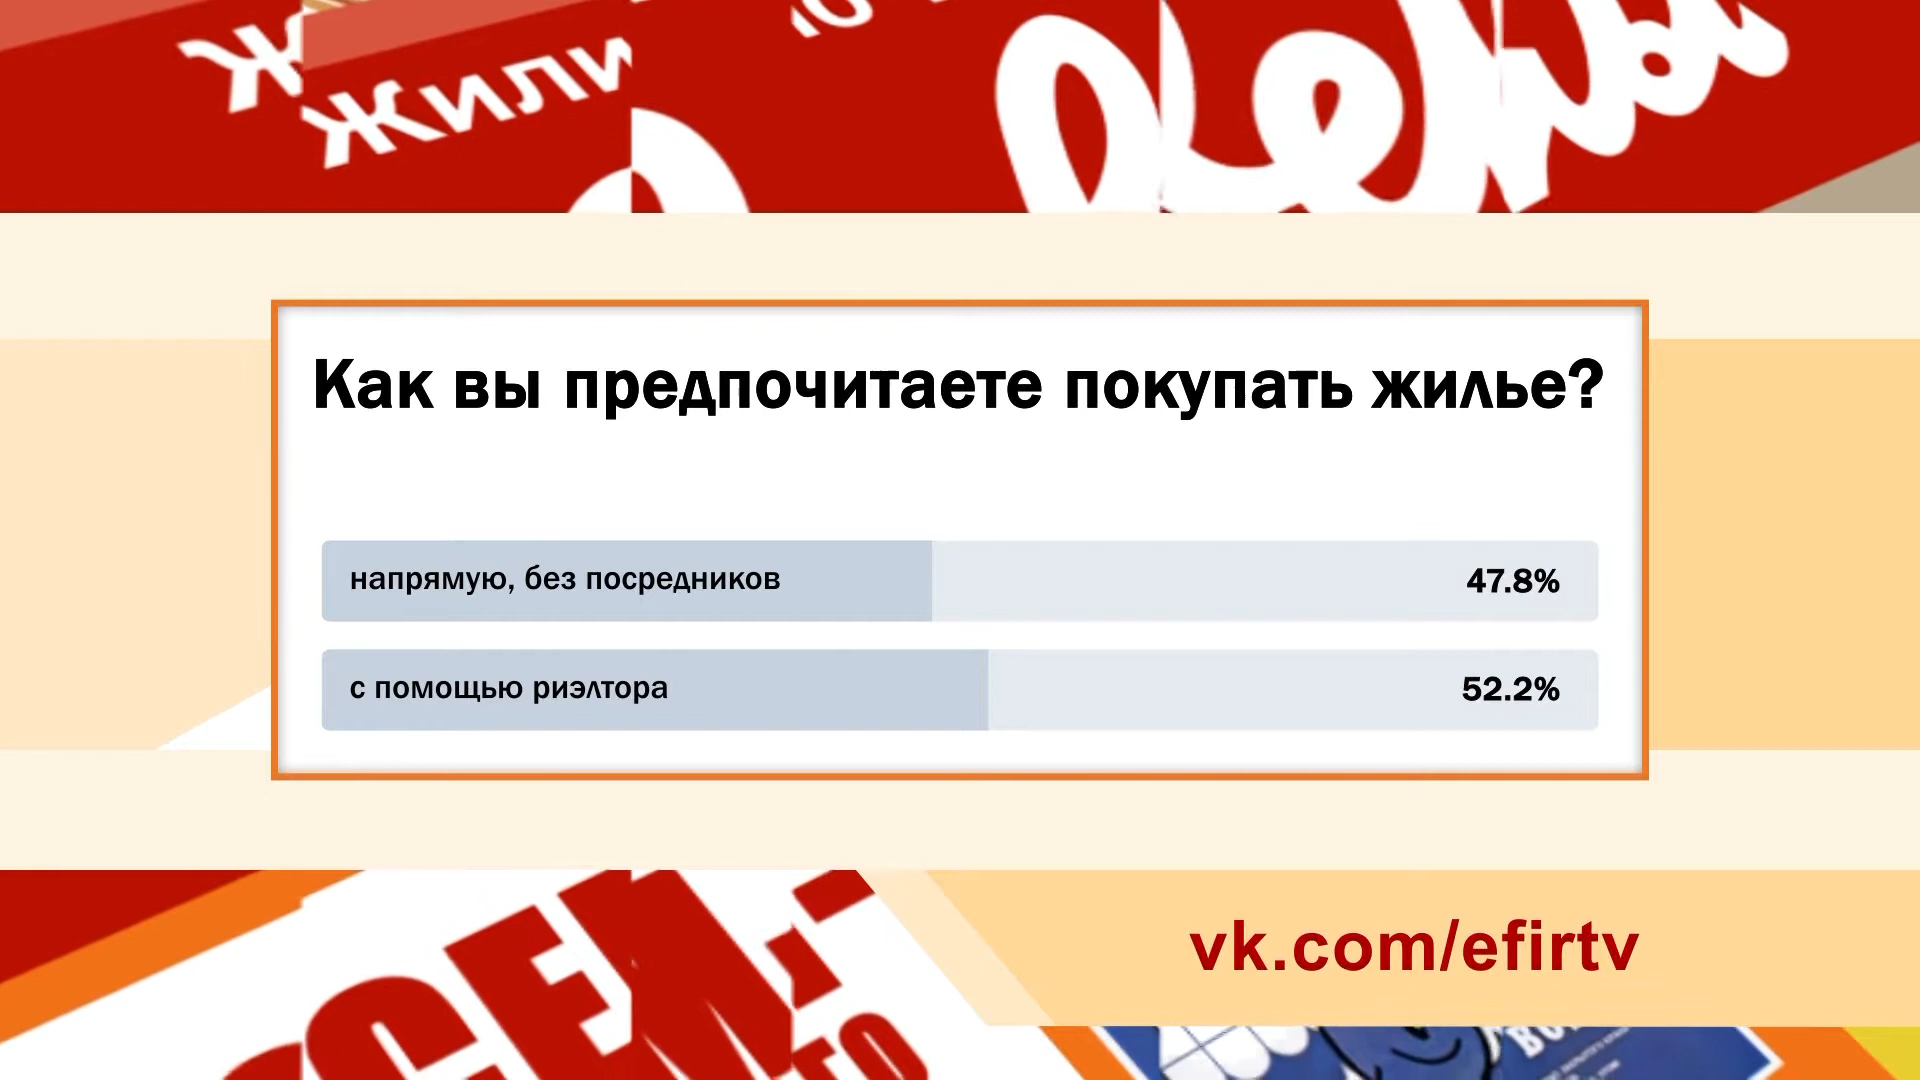 Ж
Жили
Как вы предпочитаете покупать жилье?
напрямую, без посредников
47.8%
с помощью риэлтора
52.2%
vk.com/efirtv